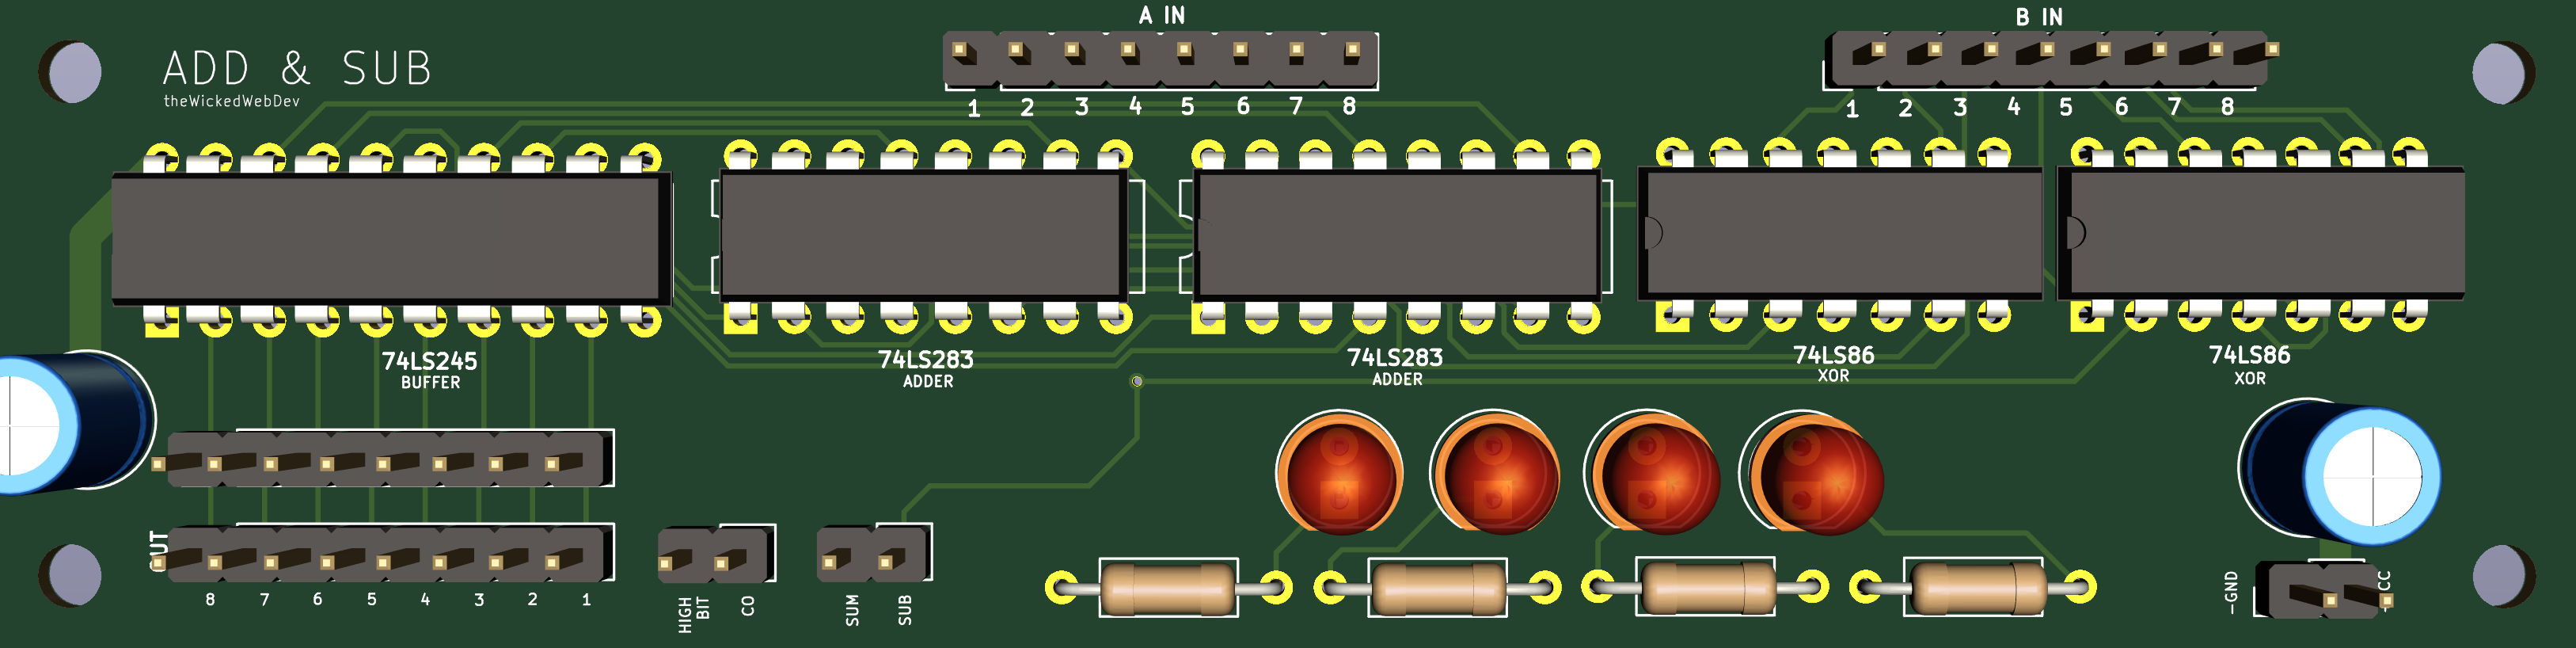 A IN
B IN
ADD & SUB
theWickedWebDev
1 2 3 4 5 6 7 8
1 2 3 4 5 6 7 8
74LS245
BUFFER
74LS283
ADDER
74LS283
ADDER
74LS86
XOR
74LS86
XOR
8 7 6 5 4 3 2 1
HIGH
BIT
CO
SUM
SUB
-GND